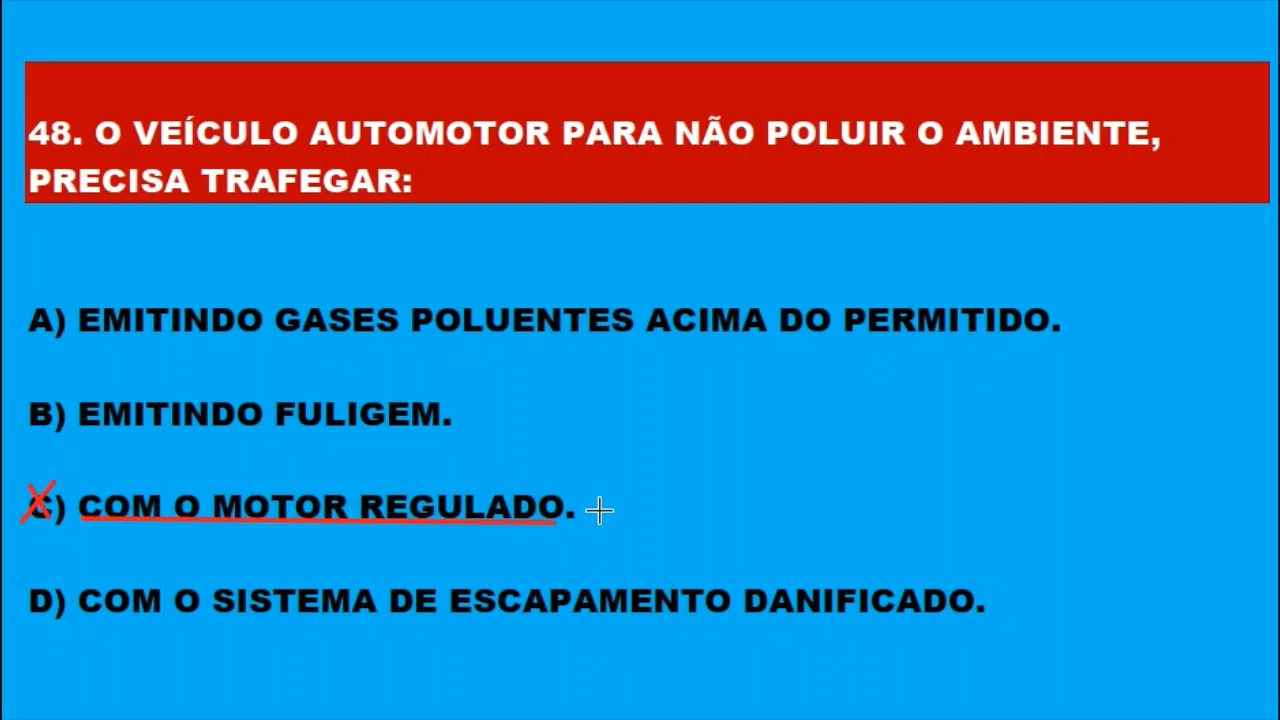 48. O VEÍCULO AUTOMOTOR PARA NÃO POLUIR O AMBIENTE,
PRECISA TRAFEGAR:
A) EMITINDO GASES POLUENTES ACIMA DO PERMITIDO.
B) EMITINDO FULIGEM.
C) COM O MOTOR REGULADO.
D) COM O SISTEMA DE ESCAPAMENTO DANIFICADO.